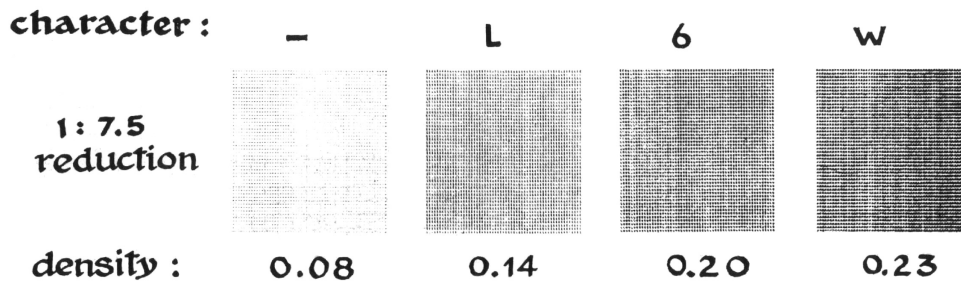 character : – L 6 W
1 : 7.5
reduction
density : 0.08 0.14 0.20 0.23